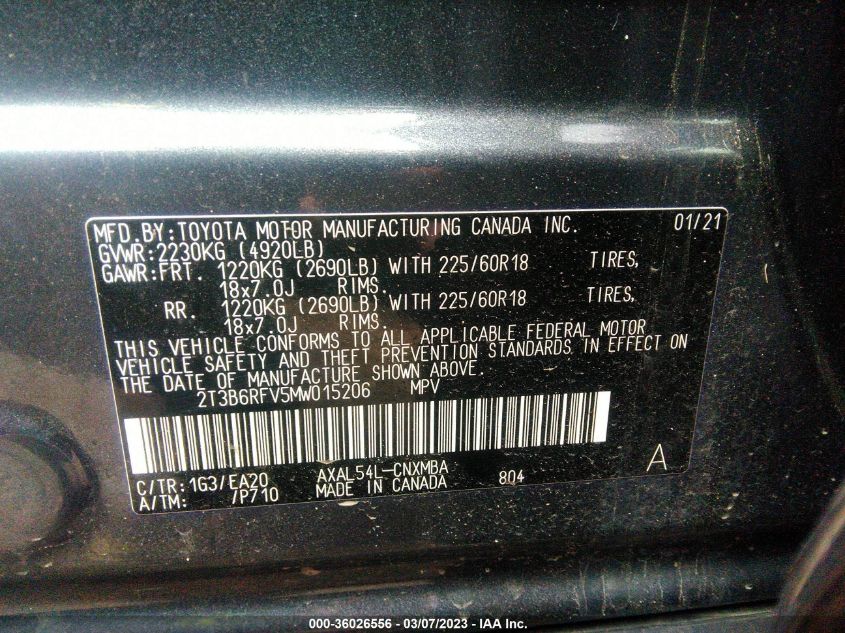 MFD.BY:TOYOTA MOTOR MANUFACTURING CANADA INC. 01/21
GVWR:2230KG (4920LB)
GAWR:FRT. 1220KG (2690LB) WITH 225/60R18 TIRES,
18x7.0J RIMS.
RR. 1220KG (2690LB) WITH 225/60R18 TIRES,
18x7.0J RIMS.
THIS VEHICLE CONFORMS TO ALL APPLICABLE FEDERAL MOTOR
VEHICLE SAFETY AND THEFT PREVENTION STANDARDS IN EFFECT ON
THE DATE OF MANUFACTURE SHOWN ABOVE.
2T3B6RFV5MW015206 MPV
C/TR:1G3/EA20 AXAL54L-CNXMBA A
A/TM: /P710 MADE IN CANADA 804
000-36026556 - 03/07/2023 - IAA Inc.